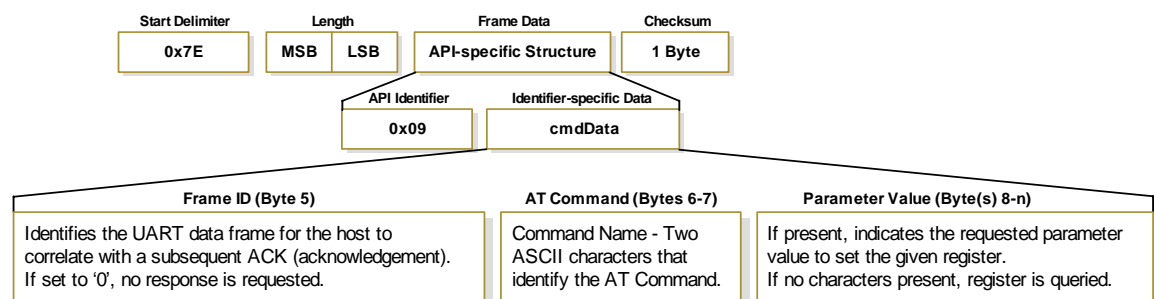 Start Delimiter
Length
Frame Data
Checksum
0x7E
MSB
LSB
API-specific Structure
1 Byte
API Identifier
Identifier-specific Data
0x09
cmdData
Frame ID (Byte 5)
Identifies the UART data frame for the host to
correlate with a subsequent ACK (acknowledgement).
If set to ‘0’, no response is requested.
AT Command (Bytes 6-7)
Command Name - Two
ASCII characters that
identify the AT Command.
Parameter Value (Byte(s) 8-n)
If present, indicates the requested parameter
value to set the given register.
If no characters present, register is queried.